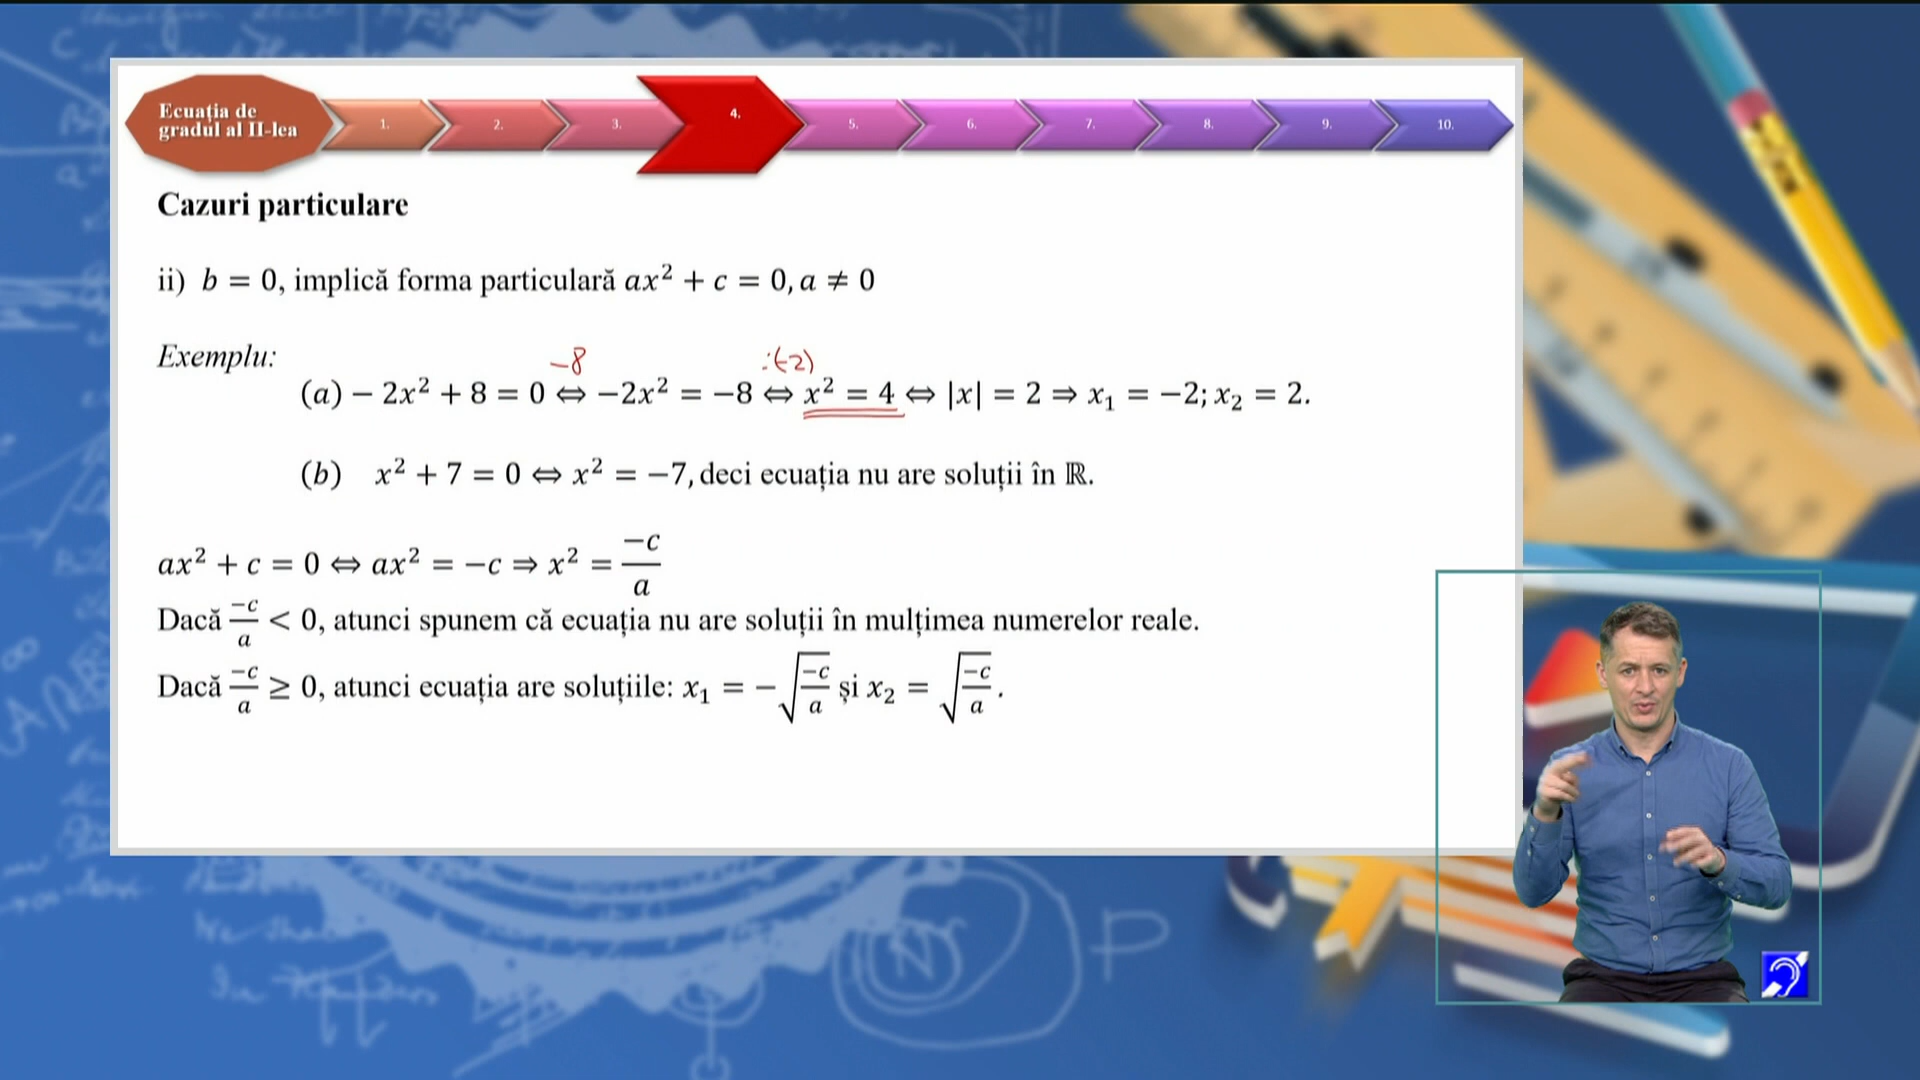 Ecuația de
gradul al II-lea
1. 2. 3. 4. 5. 6. 7. 8. 9. 10.
Cazuri particulare
ii) b = 0, implică forma particulară ax² + c = 0, a ≠ 0
Exemplu:
−8 :(−2)
(a) − 2x² + 8 = 0 ⇔ −2x² = −8 ⇔ x² = 4 ⇔ |x| = 2 ⇒ x₁ = −2; x₂ = 2.
(b) x² + 7 = 0 ⇔ x² = −7, deci ecuația nu are soluții în ℝ.
ax² + c = 0 ⇔ ax² = −c ⇒ x² = −c/a
Dacă −c/a < 0, atunci spunem că ecuația nu are soluții în mulțimea numerelor reale.
Dacă −c/a ≥ 0, atunci ecuația are soluțiile: x₁ = −√(−c/a) și x₂ = √(−c/a).
N
P